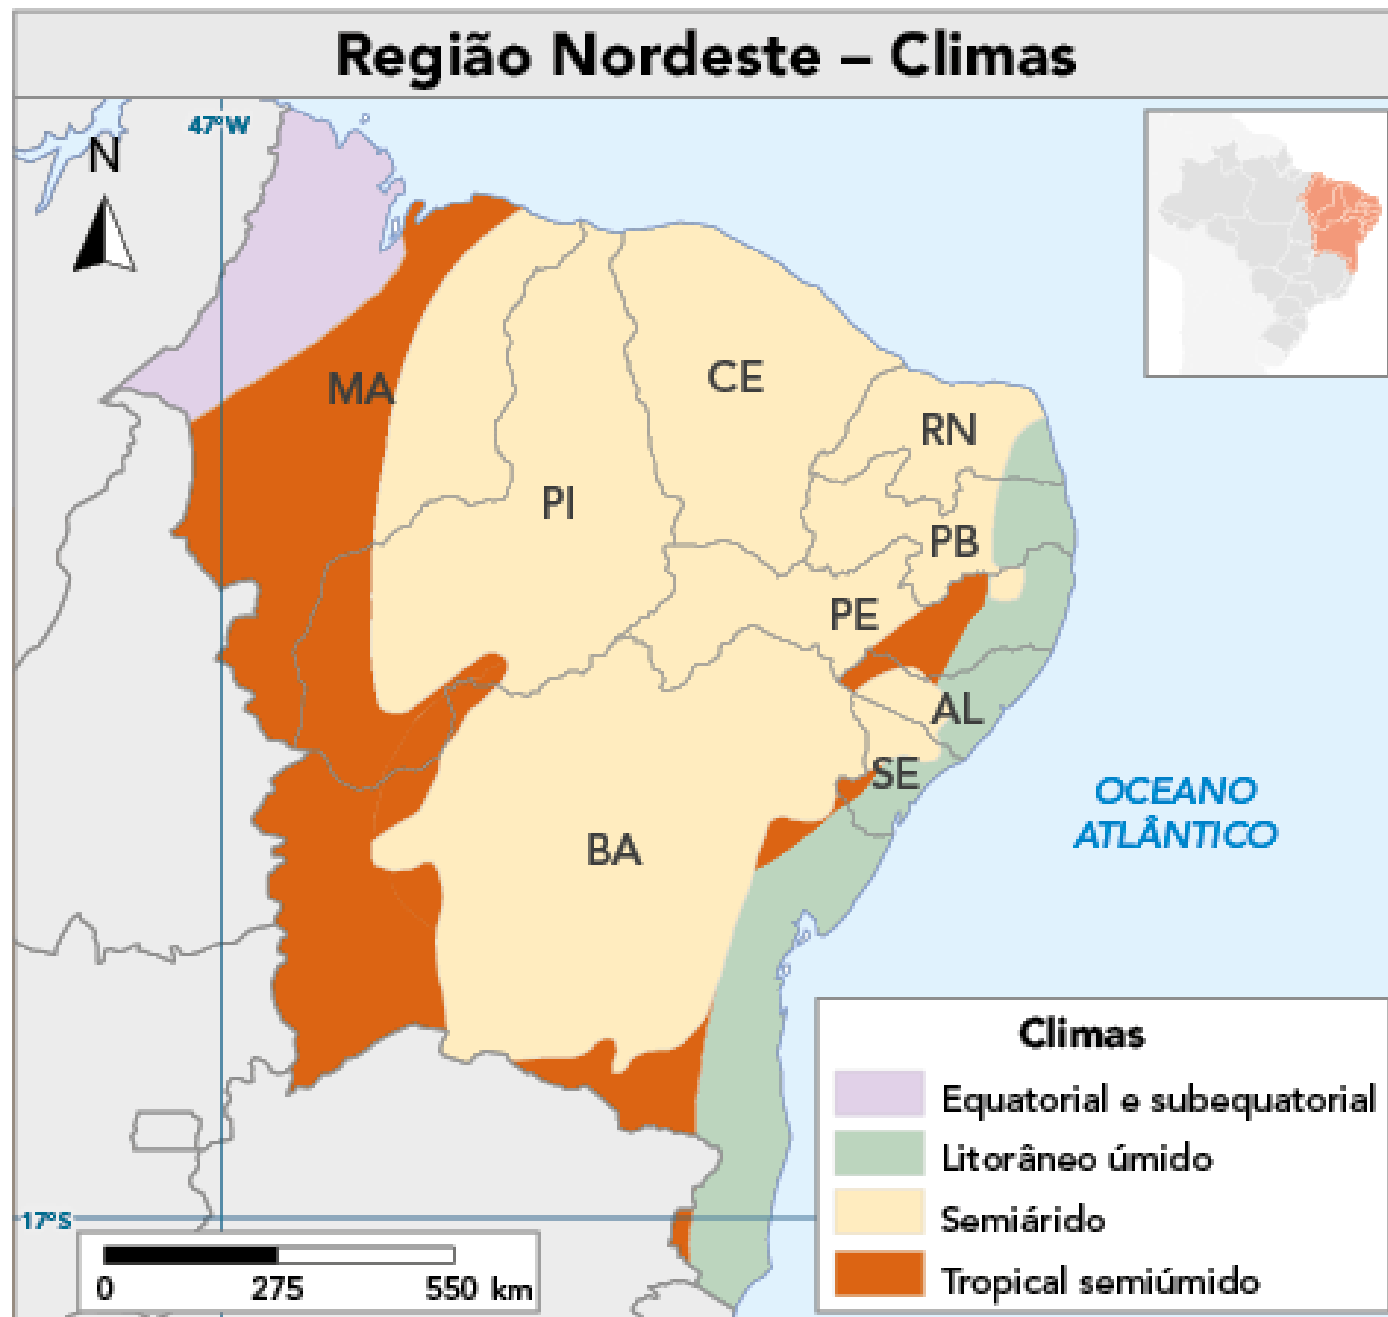 Região Nordeste – Climas
47°W
N
MA
CE
RN
PI
PB
PE
AL
SE
BA
OCEANO
ATLÂNTICO
17°S
0 275 550 km
Climas
Equatorial e subequatorial
Litorâneo úmido
Semiárido
Tropical semiúmido